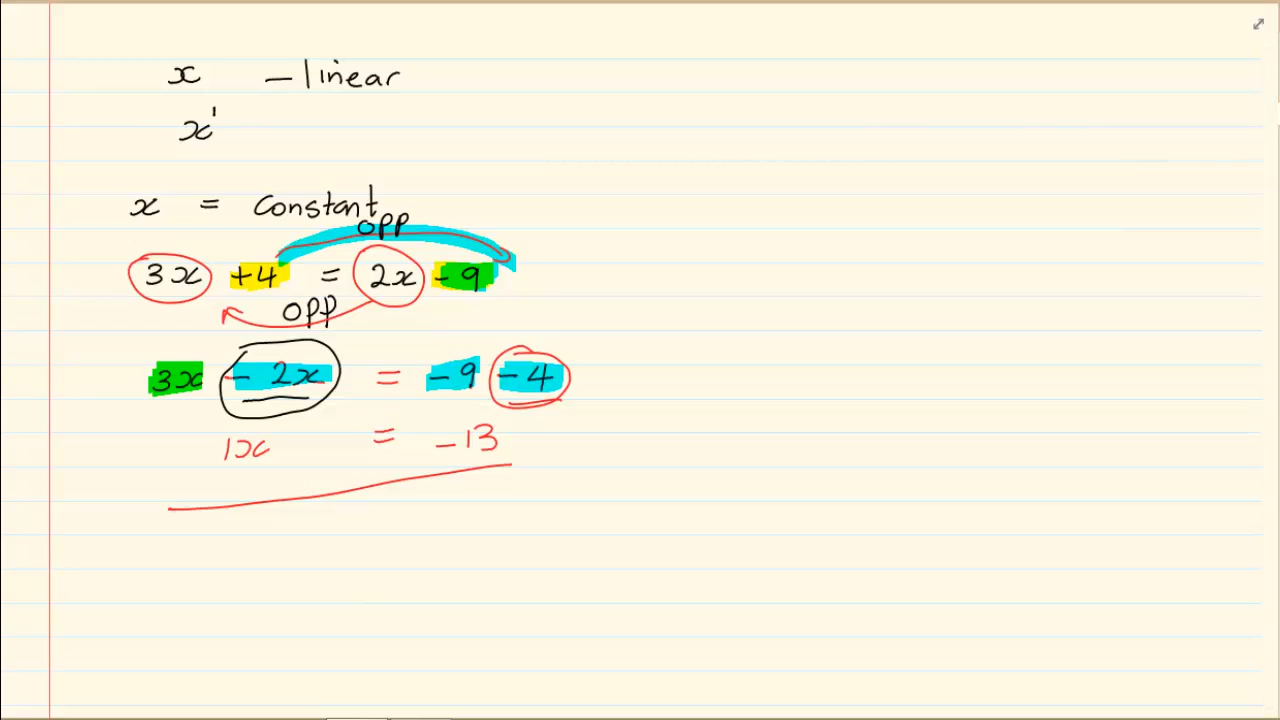 x – linear
x¹
x = constant
opp
3x +4 = 2x - 9
opp
3x - 2x = - 9 - 4
1x = - 13